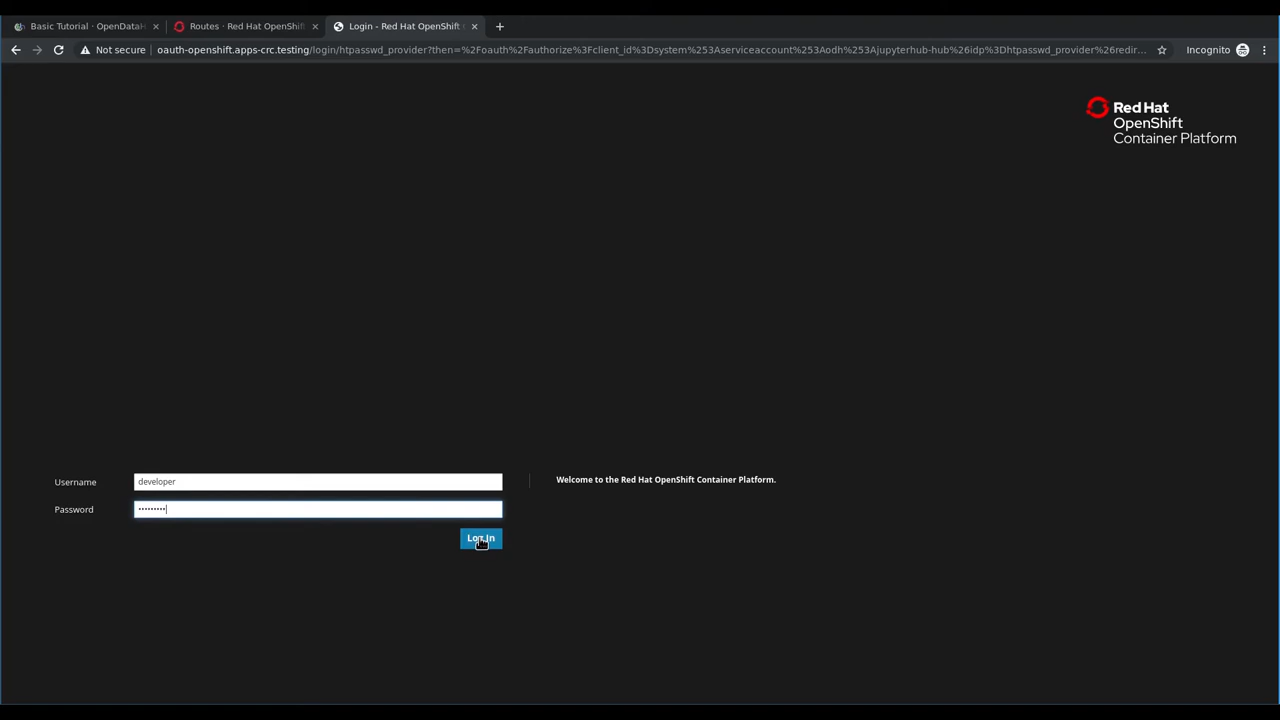 Basic Tutorial · OpenDataH
Routes · Red Hat OpenShift
Login - Red Hat OpenShift
Not secure
oauth-openshift.apps-crc.testing/login/htpasswd_provider?then=%2Foauth%2Fauthorize%3Fclient_id%3Dsystem%253Aserviceaccount%253Aodh%253Ajupyterhub-hub%26idp%3Dhtpasswd_provider%26redir...
Incognito
Red Hat
OpenShift
Container Platform
Username
developer
Welcome to the Red Hat OpenShift Container Platform.
Password
•••••••••
Log In